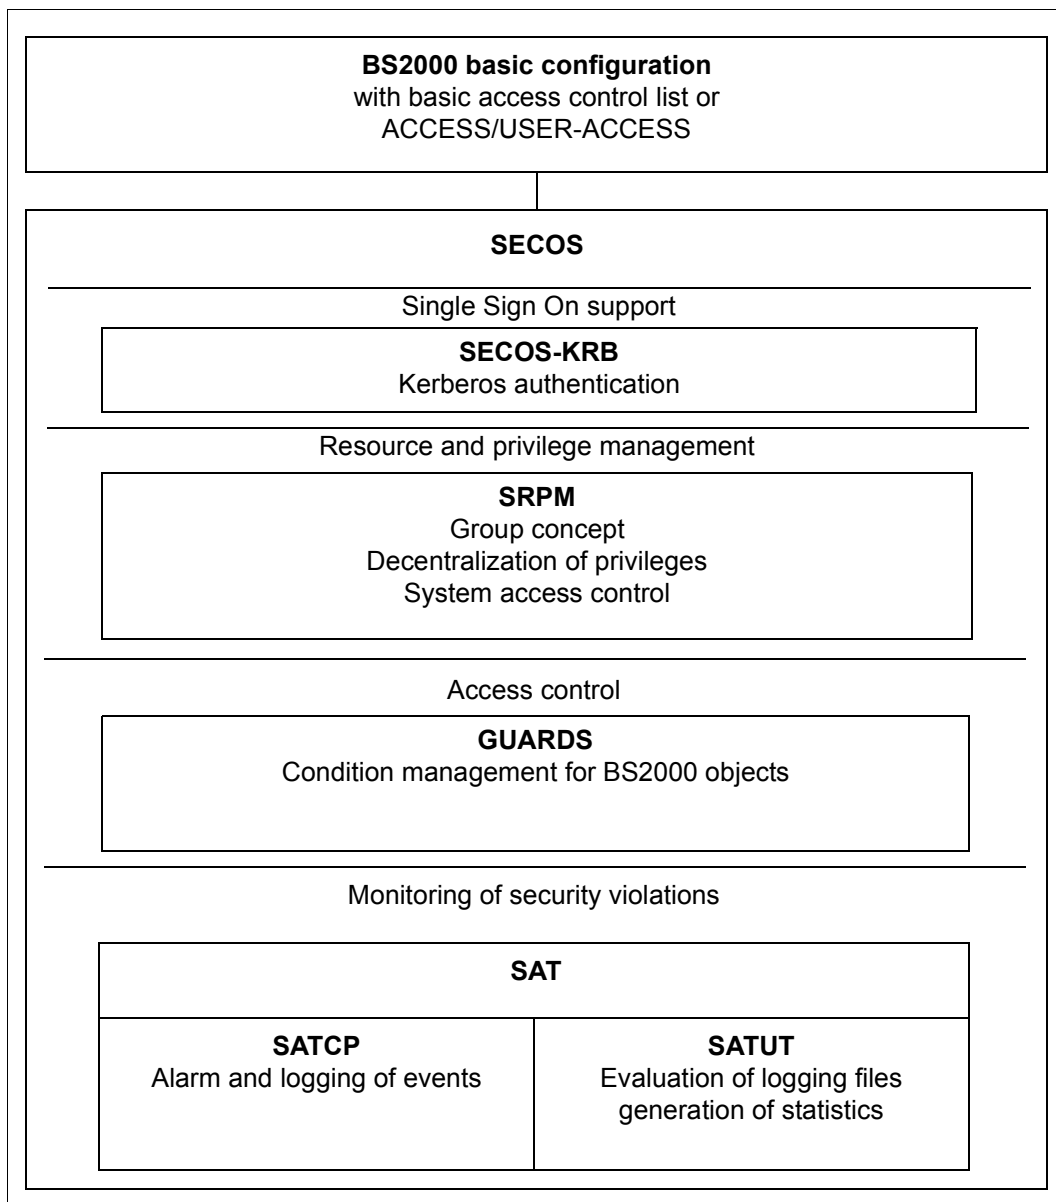 BS2000 basic configuration
with basic access control list or
ACCESS/USER-ACCESS
SECOS
Single Sign On support
SECOS-KRB
Kerberos authentication
Resource and privilege management
SRPM
Group concept
Decentralization of privileges
System access control
Access control
GUARDS
Condition management for BS2000 objects
Monitoring of security violations
SAT
SATCP
Alarm and logging of events
SATUT
Evaluation of logging files
generation of statistics